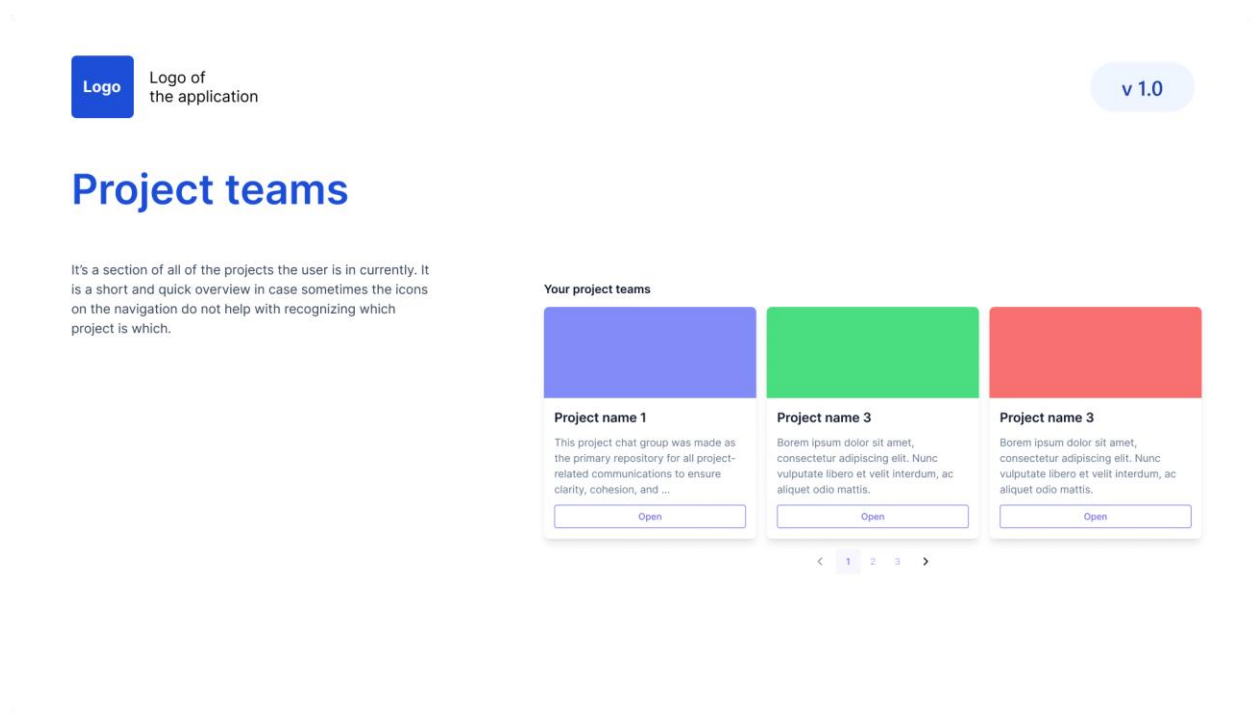 Logo
Logo of
the application
v 1.0
Project teams
It's a section of all of the projects the user is in currently. It
is a short and quick overview in case sometimes the icons
on the navigation do not help with recognizing which
project is which.
Your project teams
Project name 1
This project chat group was made as
the primary repository for all project-
related communications to ensure
clarity, cohesion, and ...
Open
Project name 3
Borem ipsum dolor sit amet,
consectetur adipiscing elit. Nunc
vulputate libero et velit interdum, ac
aliquet odio mattis.
Open
Project name 3
Borem ipsum dolor sit amet,
consectetur adipiscing elit. Nunc
vulputate libero et velit interdum, ac
aliquet odio mattis.
Open
1 2 3